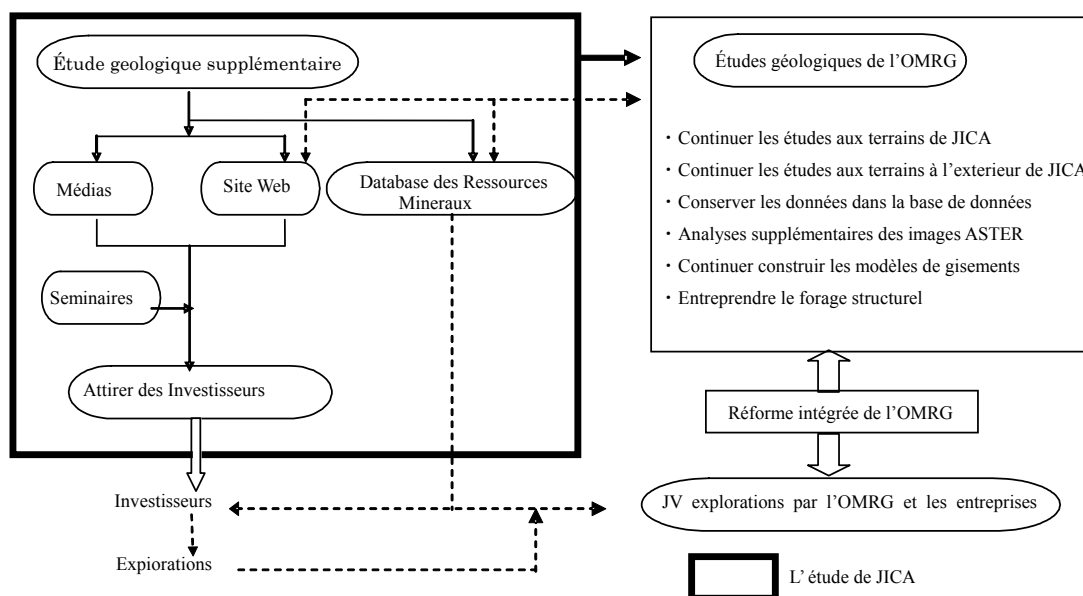 Étude geologique supplémentaire
Médias
Site Web
Database des Ressources
Mineraux
Seminaires
Attirer des Investisseurs
Investisseurs
Explorations
Études géologiques de l’OMRG
・Continuer les études aux terrains de JICA
・Continuer les études aux terrains à l’exterieur de JICA
・Conserver les données dans la base de données
・Analyses supplémentaires des images ASTER
・Continuer construir les modèles de gisements
・Entreprendre le forage structurel
Réforme intégrée de l’OMRG
JV explorations par l’OMRG et les entreprises
L’ étude de JICA